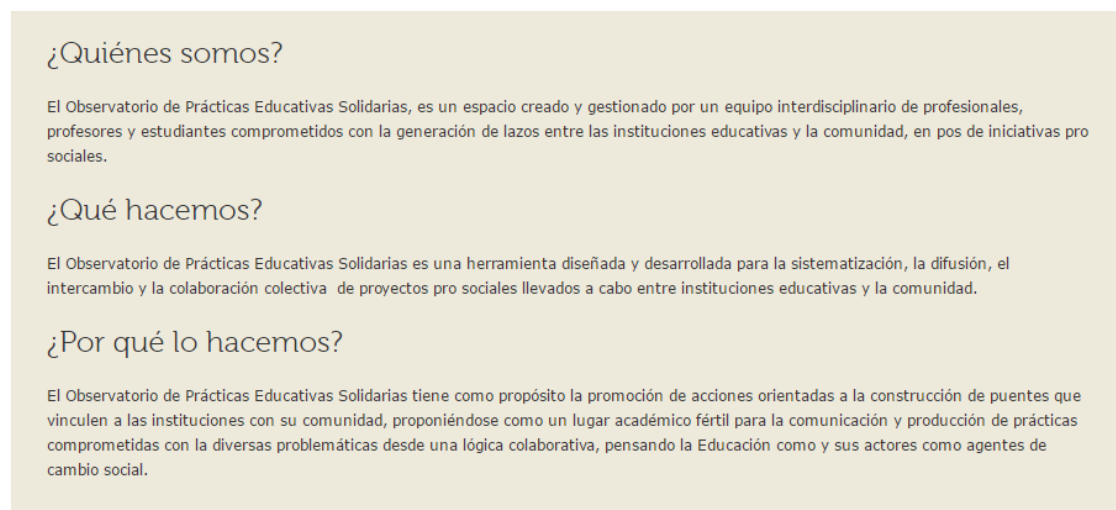 ¿Quiénes somos?
El Observatorio de Prácticas Educativas Solidarias, es un espacio creado y gestionado por un equipo interdisciplinario de profesionales,
profesores y estudiantes comprometidos con la generación de lazos entre las instituciones educativas y la comunidad, en pos de iniciativas pro
sociales.
¿Qué hacemos?
El Observatorio de Prácticas Educativas Solidarias es una herramienta diseñada y desarrollada para la sistematización, la difusión, el
intercambio y la colaboración colectiva  de proyectos pro sociales llevados a cabo entre instituciones educativas y la comunidad.
¿Por qué lo hacemos?
El Observatorio de Prácticas Educativas Solidarias tiene como propósito la promoción de acciones orientadas a la construcción de puentes que
vinculen a las instituciones con su comunidad, proponiéndose como un lugar académico fértil para la comunicación y producción de prácticas
comprometidas con la diversas problemáticas desde una lógica colaborativa, pensando la Educación como y sus actores como agentes de
cambio social.